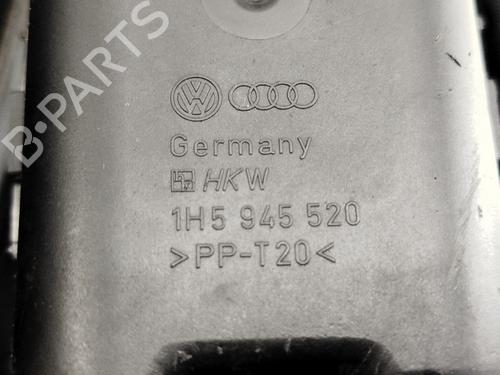 B-PARTS
VW
Germany
HKW
1H5 945 520
>PP-T20<